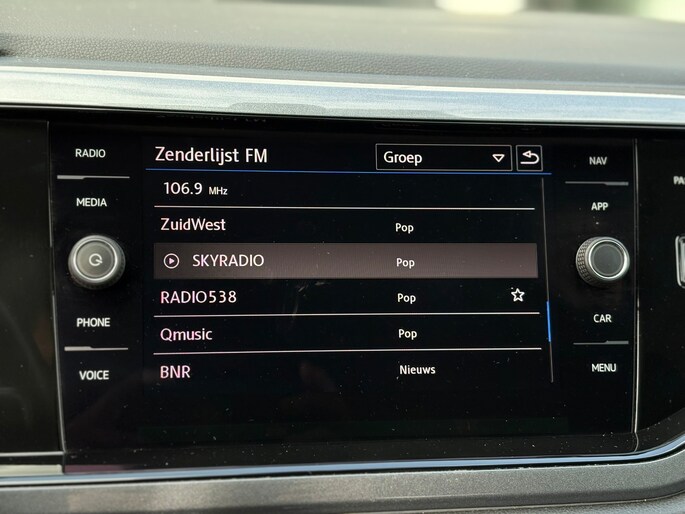 RADIO
MEDIA
PHONE
VOICE
Zenderlijst FM
Groep
106.9 MHz
ZuidWest Pop
SKYRADIO Pop
RADIO538 Pop
Qmusic Pop
BNR Nieuws
NAV
APP
CAR
MENU